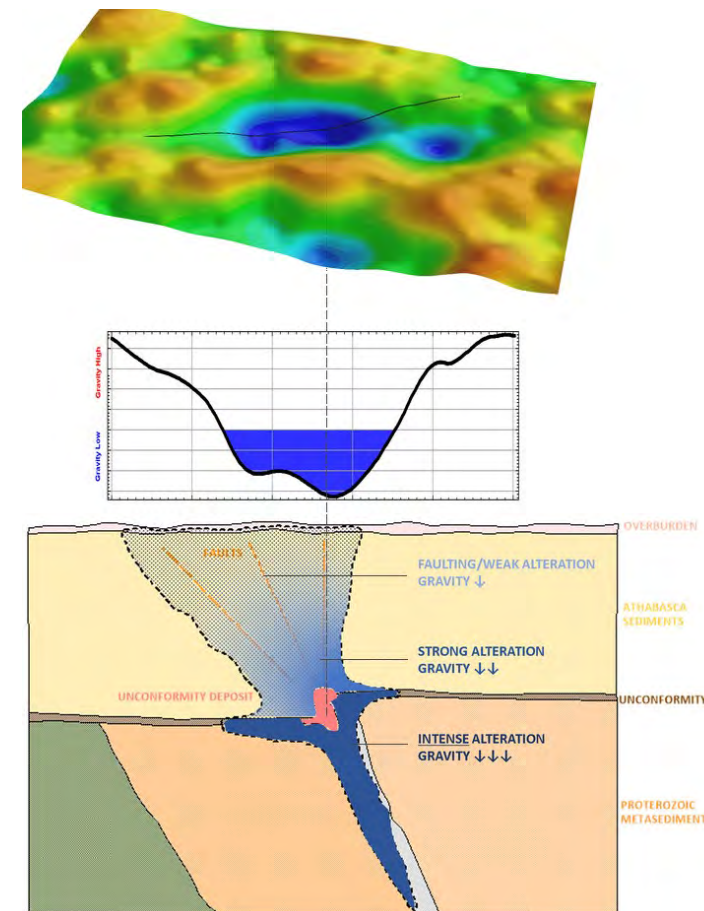 Gravity High
Gravity Low
OVERBURDEN
FAULTS
FAULTING/WEAK ALTERATION
GRAVITY ↓
ATHABASCA
SEDIMENTS
STRONG ALTERATION
GRAVITY ↓↓
UNCONFORMITY DEPOSIT
UNCONFORMITY
INTENSE ALTERATION
GRAVITY ↓↓↓
PROTEROZOIC
METASEDIMENT